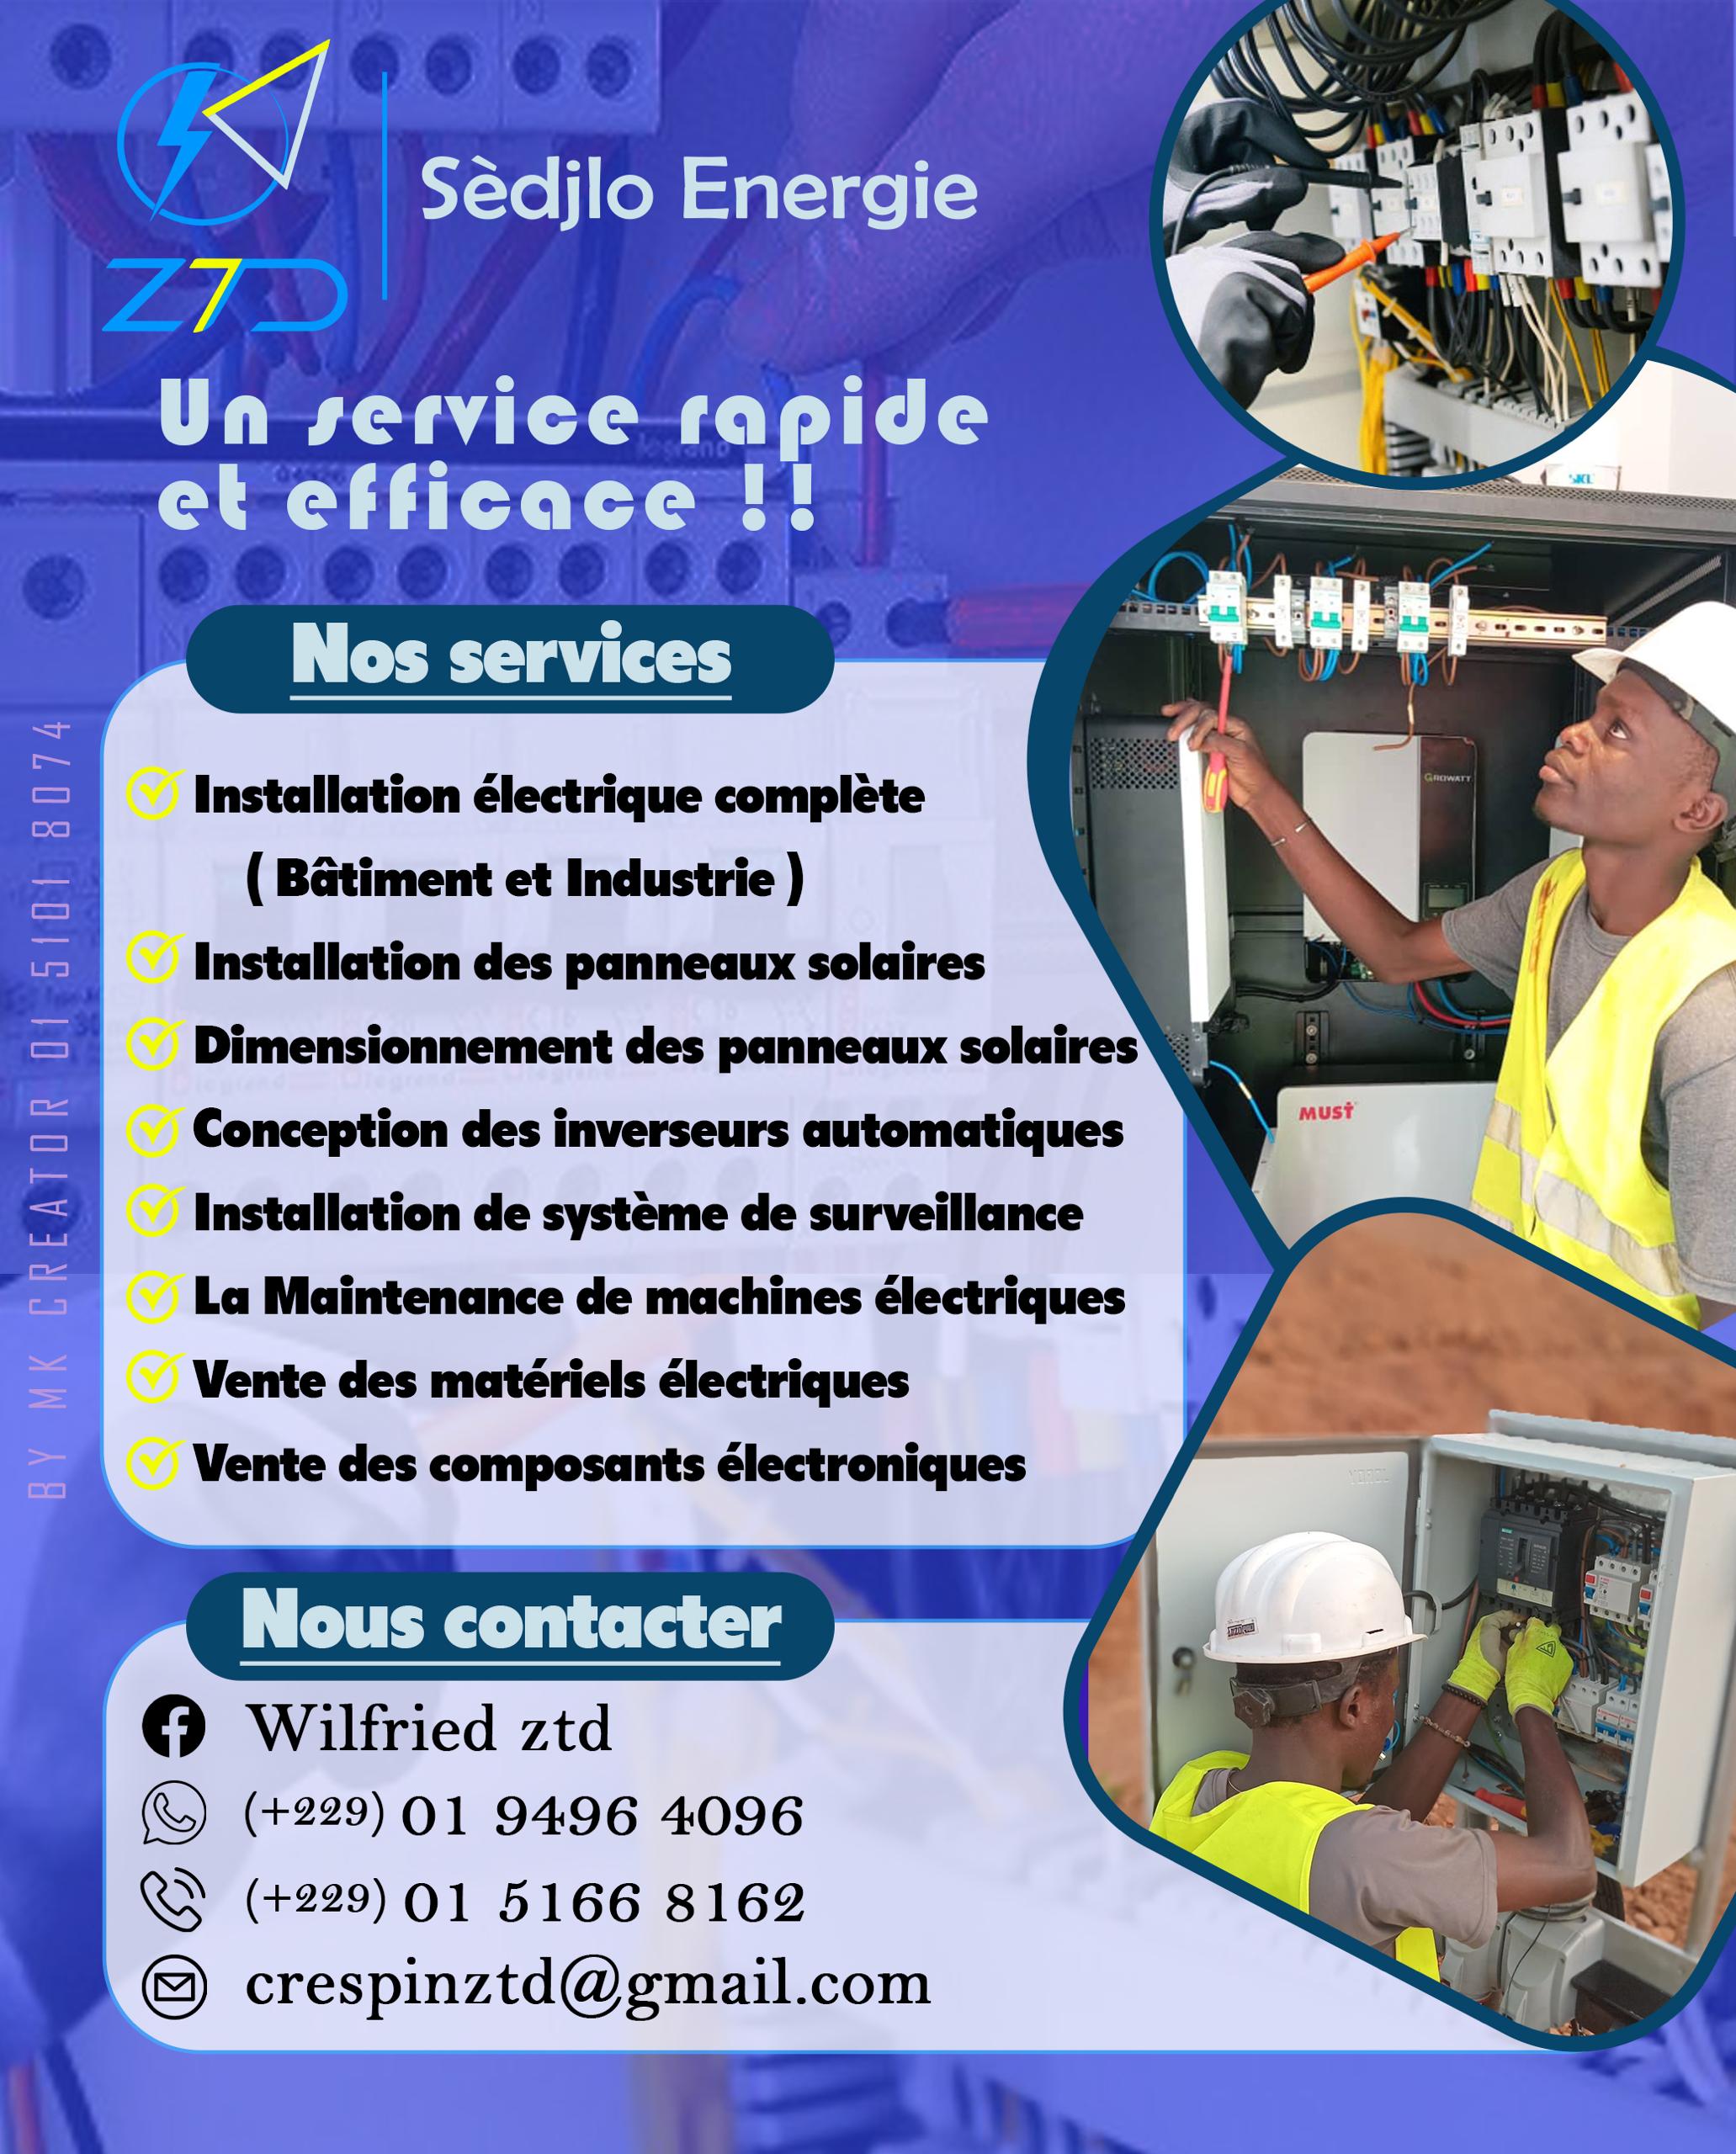 Sèdjlo Energie
ZTD
Un service rapide
et efficace !!
Nos services
Installation électrique complète
( Bâtiment et Industrie )
Installation des panneaux solaires
Dimensionnement des panneaux solaires
Conception des inverseurs automatiques
Installation de système de surveillance
La Maintenance de machines électriques
Vente des matériels électriques
Vente des composants électroniques
Nous contacter
Wilfried ztd
(+229) 01 9496 4096
(+229) 01 5166 8162
crespinztd@gmail.com
BY MK CREATOR 01 5101 8074
GROWATT
MUST
legrand